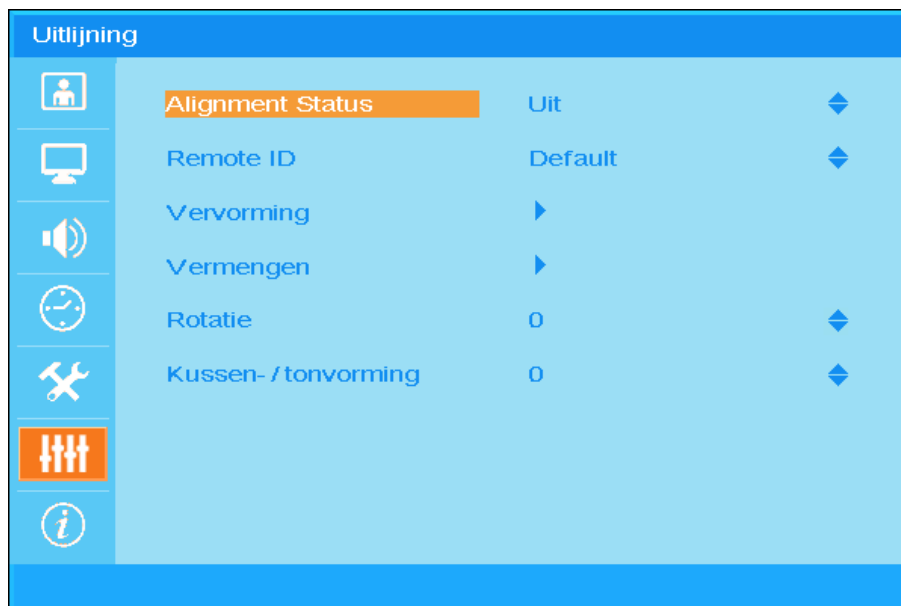 Uitlijning
Alignment Status Uit
Remote ID Default
Vervorming
Vermengen
Rotatie 0
Kussen- / tonvorming 0